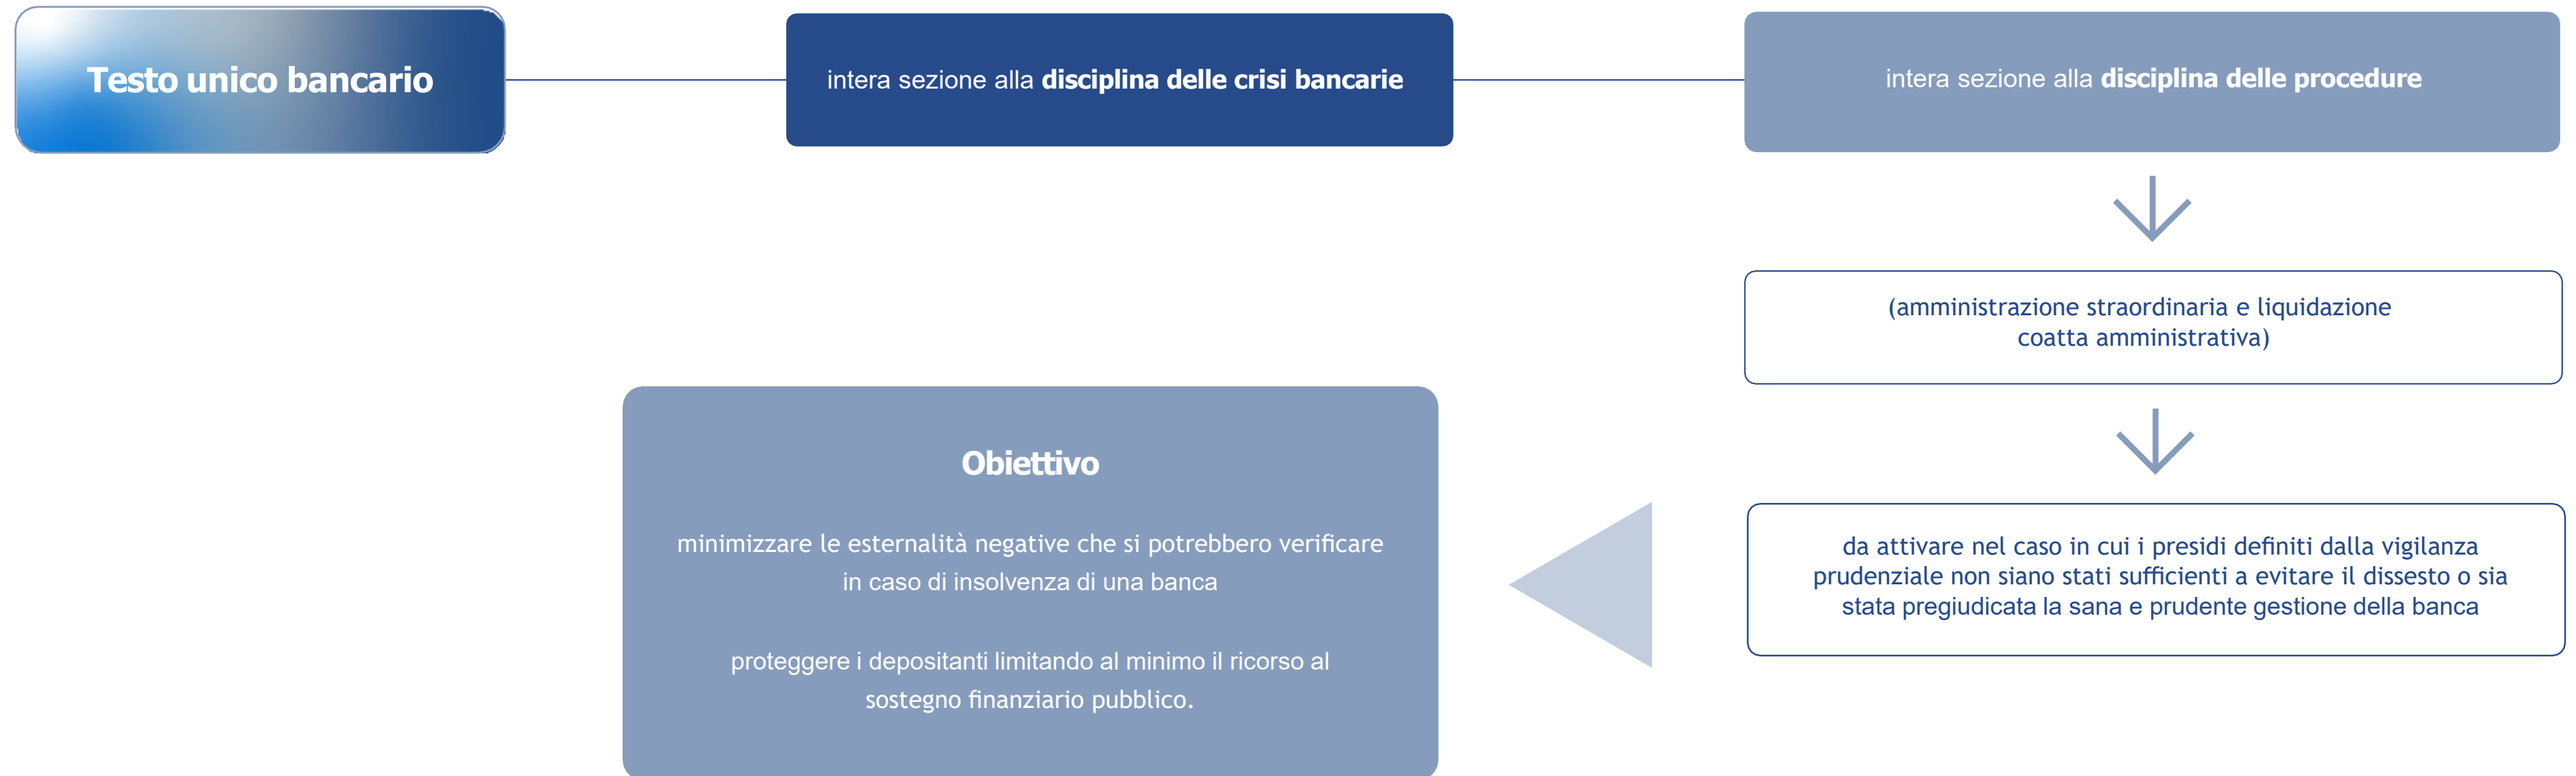 Testo unico bancario
intera sezione alla disciplina delle crisi bancarie
intera sezione alla disciplina delle procedure
(amministrazione straordinaria e liquidazione
coatta amministrativa)
da attivare nel caso in cui i presidi definiti dalla vigilanza
prudenziale non siano stati sufficienti a evitare il dissesto o sia
stata pregiudicata la sana e prudente gestione della banca
Obiettivo
minimizzare le esternalità negative che si potrebbero verificare
in caso di insolvenza di una banca
proteggere i depositanti limitando al minimo il ricorso al
sostegno finanziario pubblico.